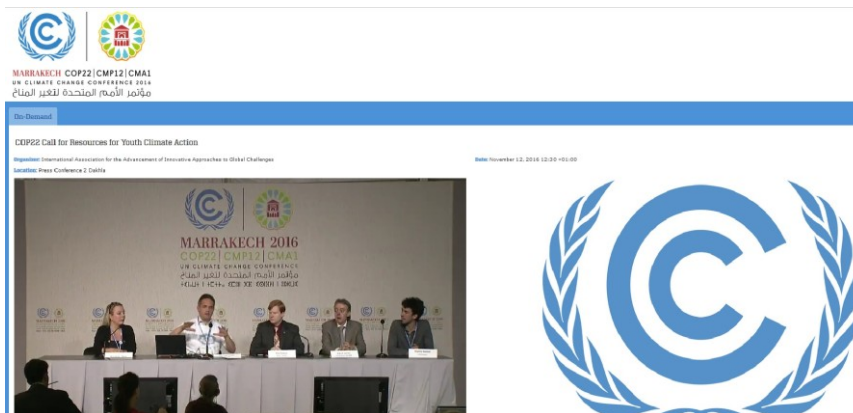 MARRAKECH COP22|CMP12|CMA1
UN CLIMATE CHANGE CONFERENCE 2016
مؤتمر الأمم المتحدة لتغير المناخ
On-Demand
COP22 Call for Resources for Youth Climate Action
Organizer: International Association for the Advancement of Innovative Approaches to Global Challenges
Date: November 12, 2016 12:30 +01:00
Location: Press Conference 2 Dakhla
MARRAKECH 2016
COP22|CMP12|CMA1
UN CLIMATE CHANGE CONFERENCE
مؤتمر الأمم المتحدة لتغير المناخ